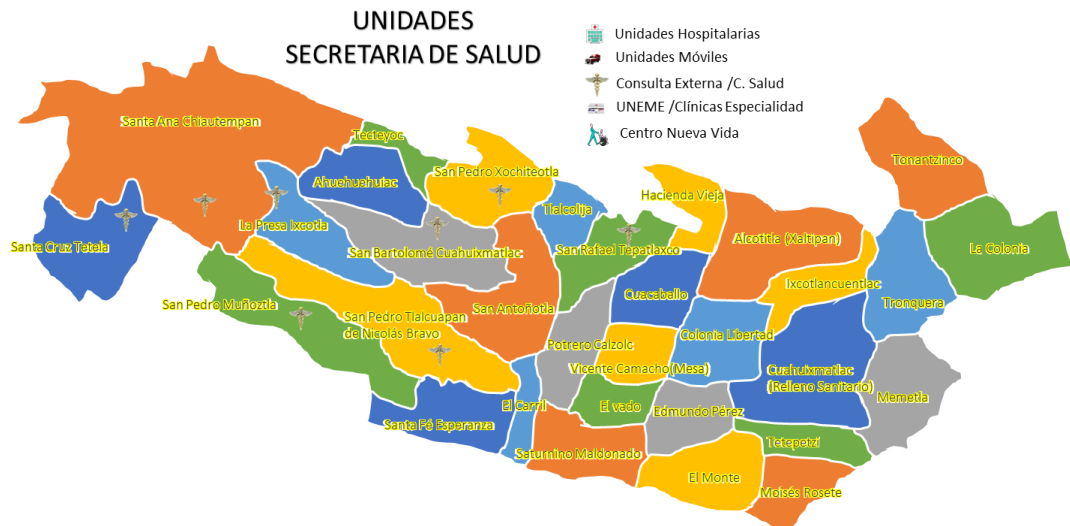 UNIDADES
SECRETARIA DE SALUD
Unidades Hospitalarias
Unidades Móviles
Consulta Externa /C. Salud
UNEME /Clínicas Especialidad
Centro Nueva Vida
Santa Ana Chiautempan
Tecteyoc
Tonantzinco
San Pedro Xochiteotla
Ahuehuahuiac
Hacienda Vieja
Tlalcolija
La Presa Ixcotla
Alcotitla (Xaltipan)
Santa Cruz Tetela
San Bartolomé Cuahuixmatlac
San Rafael Tepatlaxco
La Colonia
Ixcotlancuentlac
Cuacaballo
San Pedro Muñoztla
San Antoñotla
Tronquera
San Pedro Tlalcuapan
de Nicolás Bravo
Colonia Libertad
Potrero Calzolc
Vicente Camacho(Mesa)
Cuahuixmatlac
(Relleno Sanitario)
Memetla
El Carril
El vado
Edmundo Pérez
Santa Fé Esperanza
Tetepetzi
Saturnino Maldonado
El Monte
Moisés Rosete